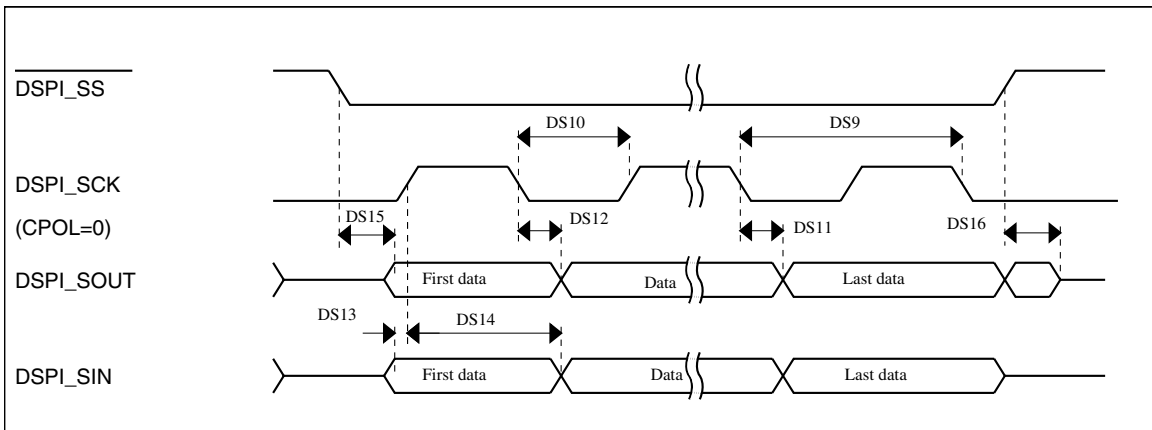 DSPI_SS
DS10
DS9
DSPI_SCK
DS15
DS12
DS11
DS16
(CPOL=0)
DSPI_SOUT
First data
Data
Last data
DS13
DS14
DSPI_SIN
First data
Data
Last data